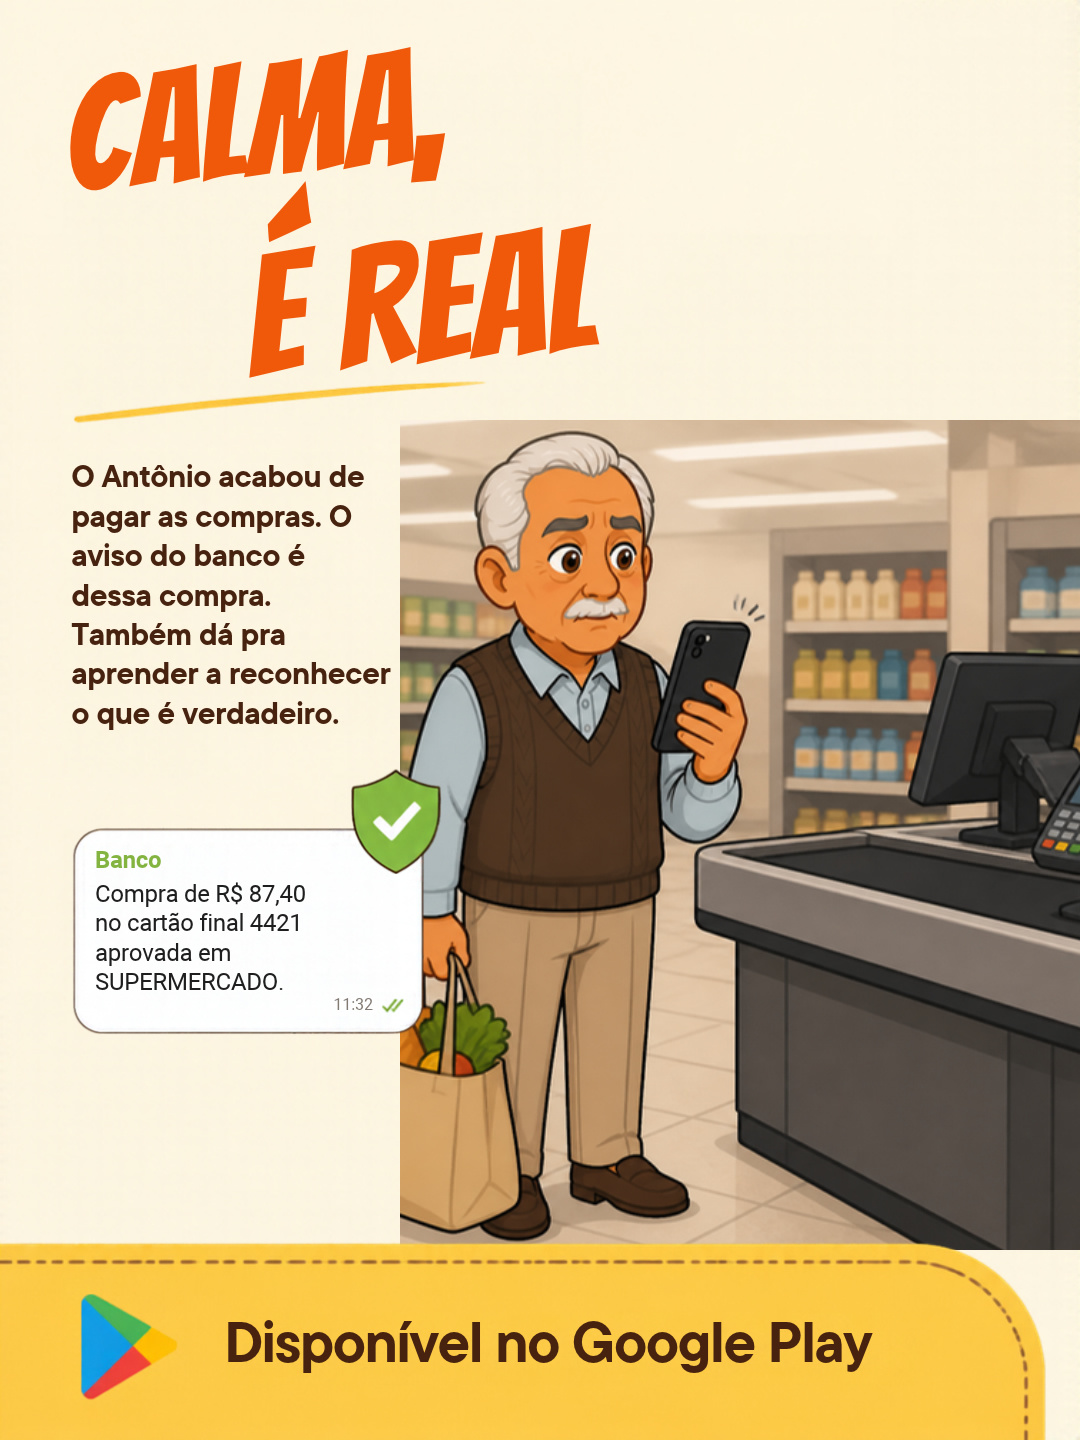 CALMA,
É REAL
O Antônio acabou de
pagar as compras. O
aviso do banco é
dessa compra.
Também dá pra
aprender a reconhecer
o que é verdadeiro.
Banco
Compra de R$ 87,40
no cartão final 4421
aprovada em
SUPERMERCADO.
11:32
Disponível no Google Play